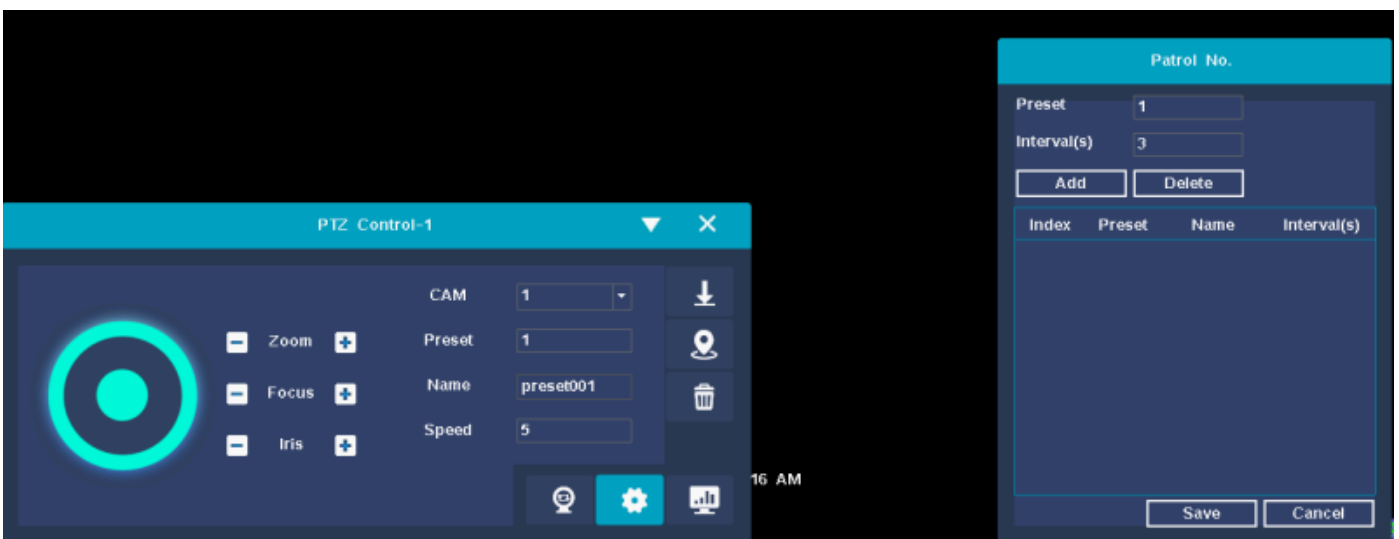 Patrol No.
Preset 1
Interval(s) 3
Add Delete
Index Preset Name Interval(s)
Save Cancel
PTZ Control-1
CAM 1
Zoom Preset 1
Focus Name preset001
Iris Speed 5
16 AM